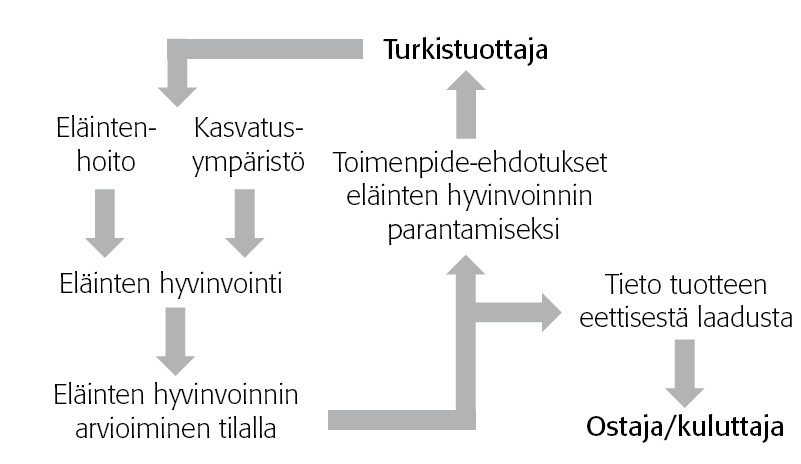 Turkistuottaja
Eläinten-
hoito
Kasvatus-
ympäristö
Toimenpide-ehdotukset
eläinten hyvinvoinnin
parantamiseksi
Eläinten hyvinvointi
Tieto tuotteen
eettisestä laadusta
Eläinten hyvinvoinnin
arvioiminen tilalla
Ostaja/kuluttaja